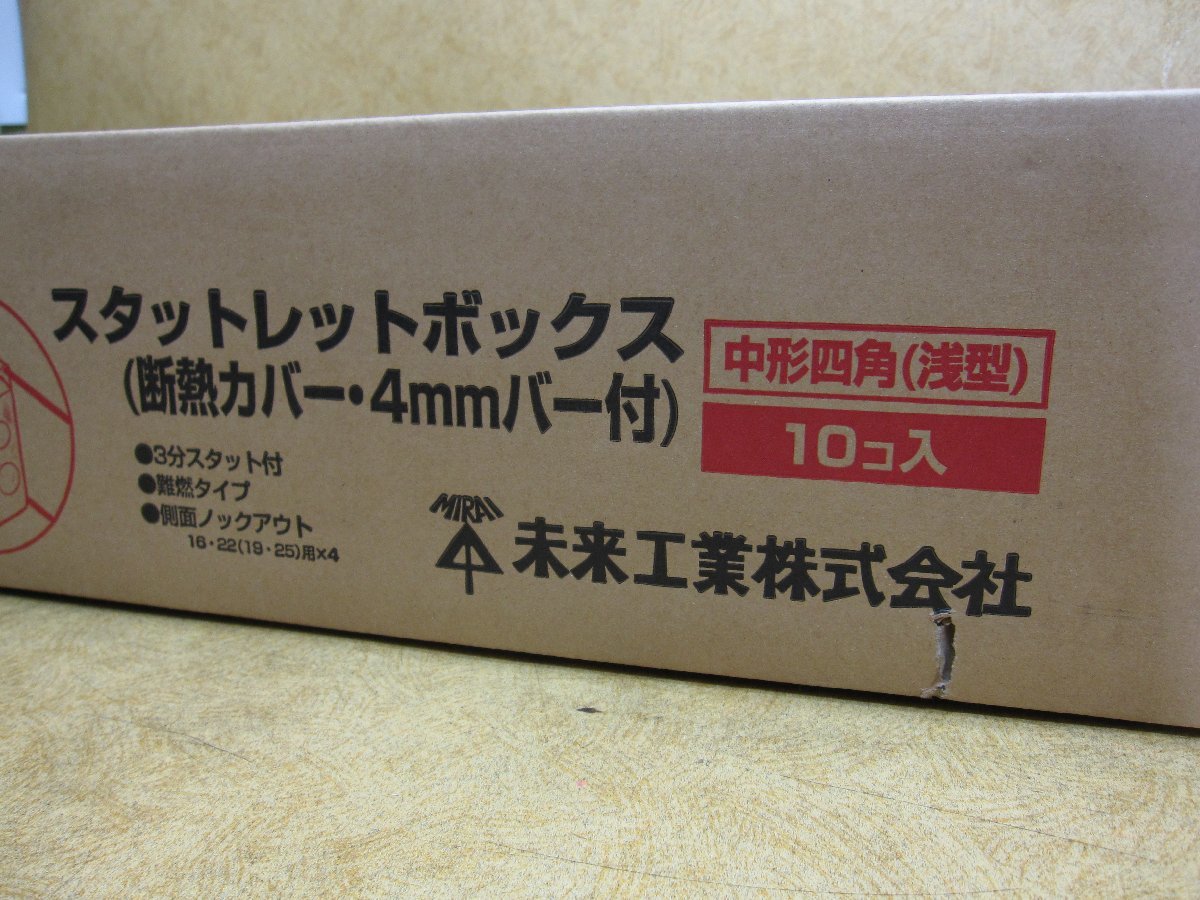 スタットレットボックス
(断熱カバー・4mmバー付)
中形四角(浅型)
10コ入
●3分スタット付
●難燃タイプ
●側面ノックアウト
16・22(19・25)用×4
MIRAI
未来工業株式会社